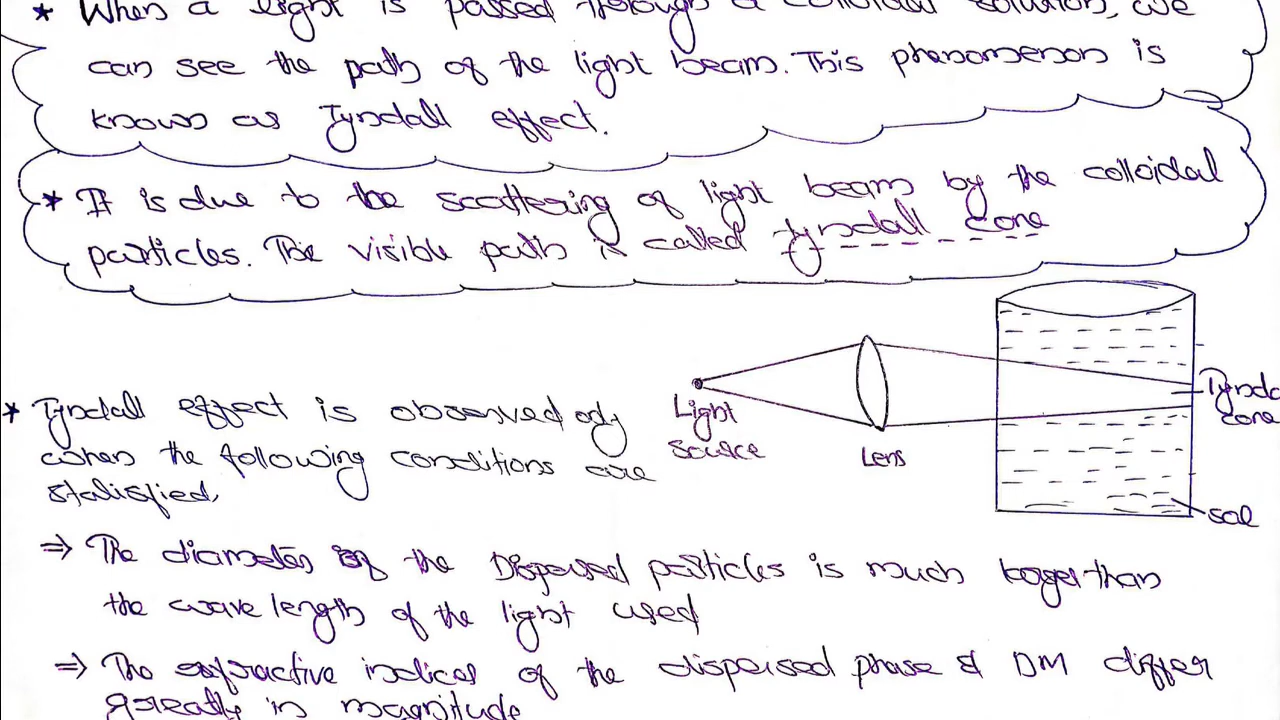 * When a light is passed through a colloidal solution, we
can see the path of the light beam. This phenomenon is
known as Tyndall effect.
* It is due to the scattering of light beam by the colloidal
particles. The visible path is called tyndall cone
* Tyndall effect is observed only
when the following conditions are
statisfied,
Light
source
Lens
Tynda
cone
sol
⇒ The diameter of the Dispersed particles is much larger than
the wave length of the light used
⇒ The refractive indices of the dispersed phase & DM differ
greatly in magnitude